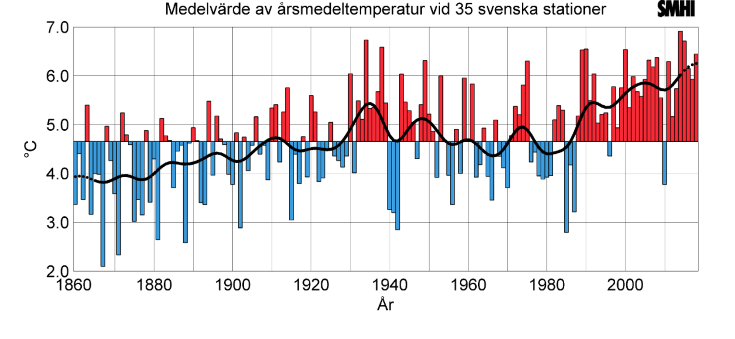 Medelvärde av årsmedeltemperatur vid 35 svenska stationer
SMHI
7.0
6.0
5.0
4.0
3.0
2.0
°C
1860 1880 1900 1920 1940 1960 1980 2000
År